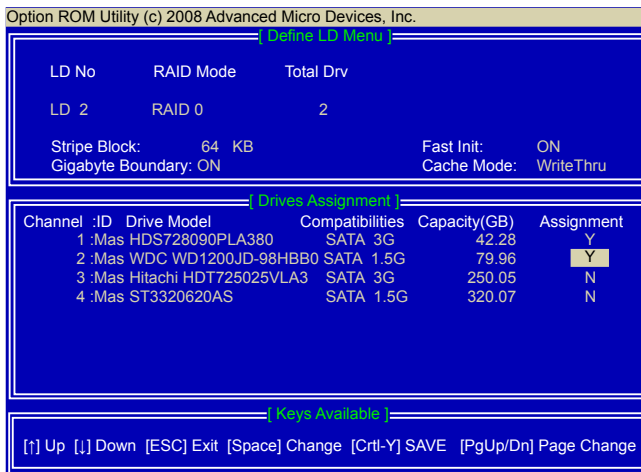 Option ROM Utility (c) 2008 Advanced Micro Devices, Inc.
[ Define LD Menu ]
LD No RAID Mode Total Drv
LD 2 RAID 0 2
Stripe Block: 64 KB Fast Init: ON
Gigabyte Boundary: ON Cache Mode: WriteThru
[ Drives Assignment ]
Channel :ID Drive Model Compatibilities Capacity(GB) Assignment
1 :Mas HDS728090PLA380 SATA 3G 42.28 Y
2 :Mas WDC WD1200JD-98HBB0 SATA 1.5G 79.96 Y
3 :Mas Hitachi HDT725025VLA3 SATA 3G 250.05 N
4 :Mas ST3320620AS SATA 1.5G 320.07 N
[ Keys Available ]
[↑] Up [↓] Down [ESC] Exit [Space] Change [Crtl-Y] SAVE [PgUp/Dn] Page Change